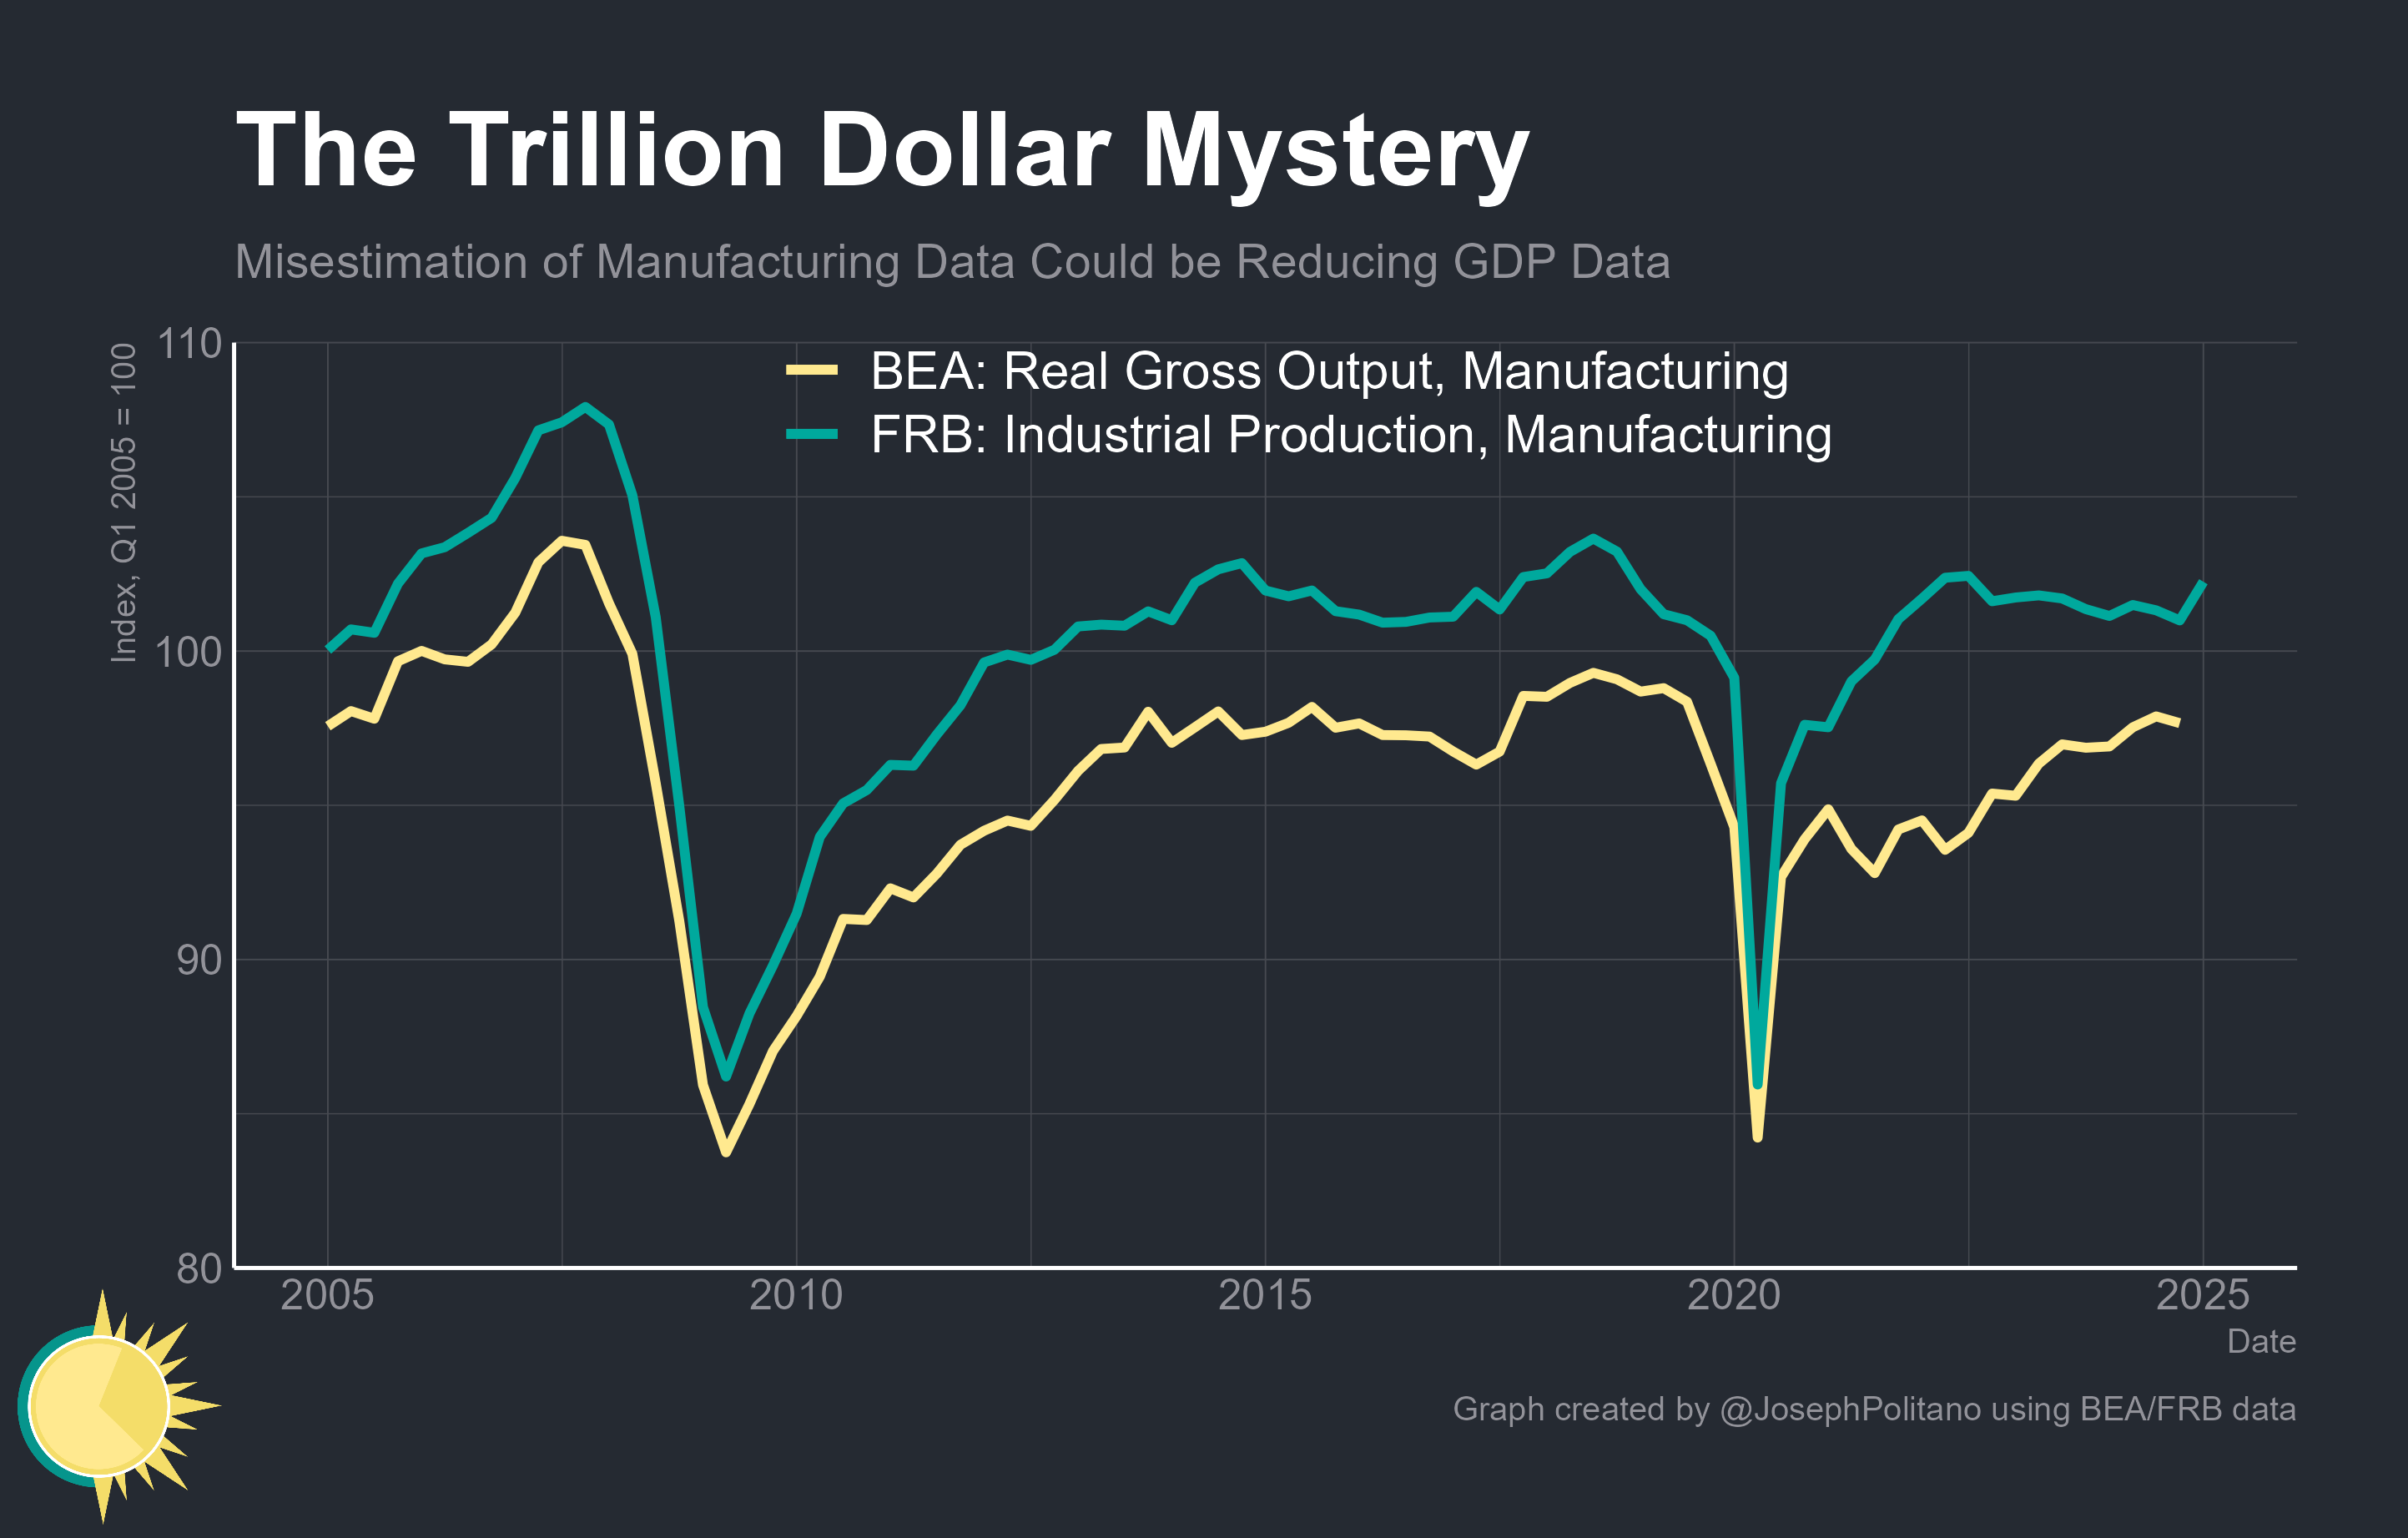 The Trillion Dollar Mystery
Misestimation of Manufacturing Data Could be Reducing GDP Data
Index, Q1 2005 = 100
110
100
90
80
BEA: Real Gross Output, Manufacturing
FRB: Industrial Production, Manufacturing
2005 2010 2015 2020 2025
Date
Graph created by @JosephPolitano using BEA/FRB data